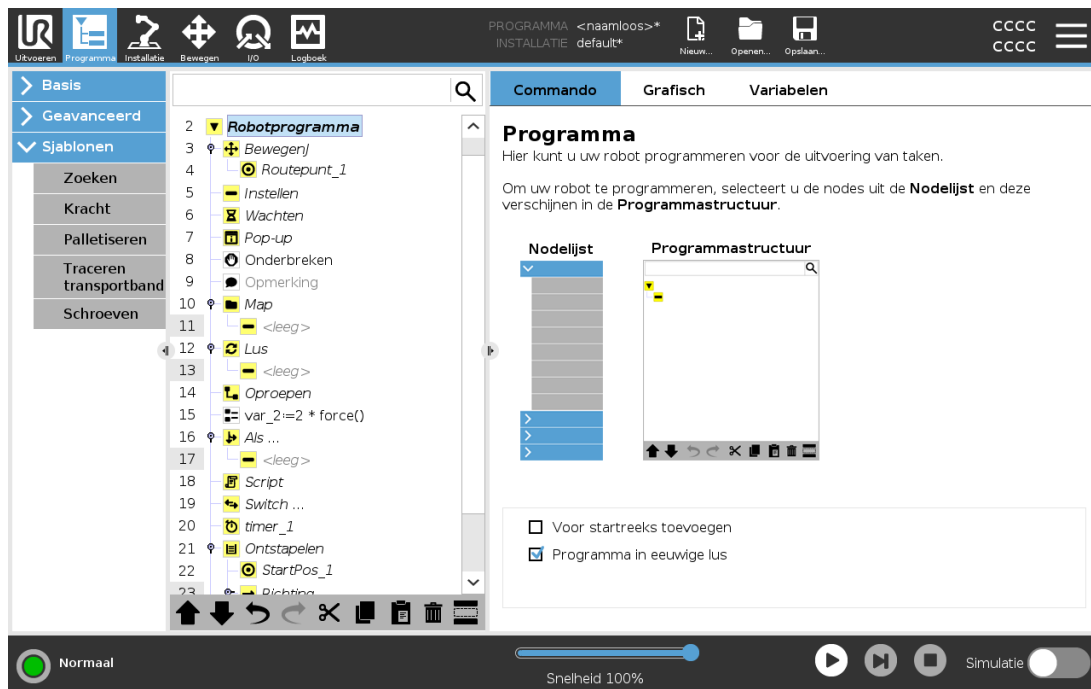 PROGRAMMA <naamloos>*
INSTALLATIE default*
CCCC
CCCC
Uitvoeren
Programma
Installatie
Bewegen
I/O
Logboek
Nieuw...
Openen...
Opslaan...
Basis
Geavanceerd
Sjablonen
Zoeken
Kracht
Palletiseren
Traceren
transportband
Schroeven
2 Robotprogramma
3 BewegenJ
4 Routepunt_1
5 Instellen
6 Wachten
7 Pop-up
8 Onderbreken
9 Opmerking
10 Map
11 <leeg>
12 Lus
13 <leeg>
14 Oproepen
15 var_2:=2 * force()
16 Als ...
17 <leeg>
18 Script
19 Switch ...
20 timer_1
21 Ontstapelen
22 StartPos_1
23 Richting
Commando
Grafisch
Variabelen
Programma
Hier kunt u uw robot programmeren voor de uitvoering van taken.
Om uw robot te programmeren, selecteert u de nodes uit de Nodelijst en deze
verschijnen in de Programmastructuur.
Nodelijst
Programmastructuur
Voor startreeks toevoegen
Programma in eeuwige lus
Normaal
Snelheid 100%
Simulatie